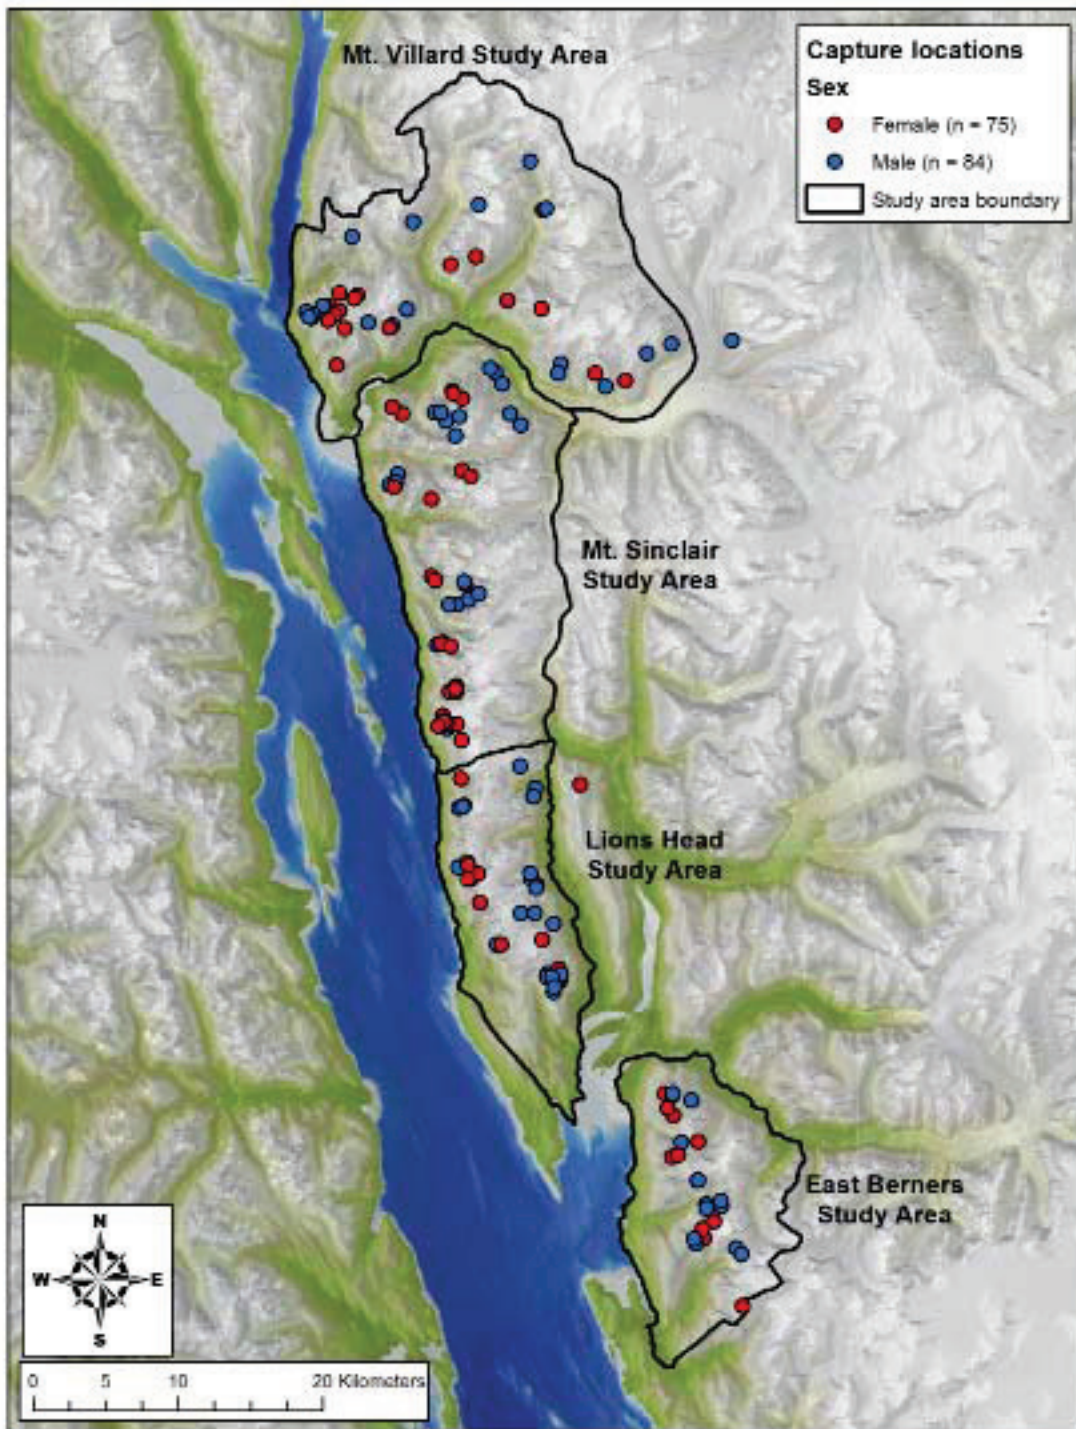 Mt. Villard Study Area
Capture locations
Sex
Female (n = 75)
Male (n = 84)
Study area boundary
Mt. Sinclair
Study Area
Lions Head
Study Area
East Berners
Study Area
N
W E
S
0 5 10 20 Kilometers